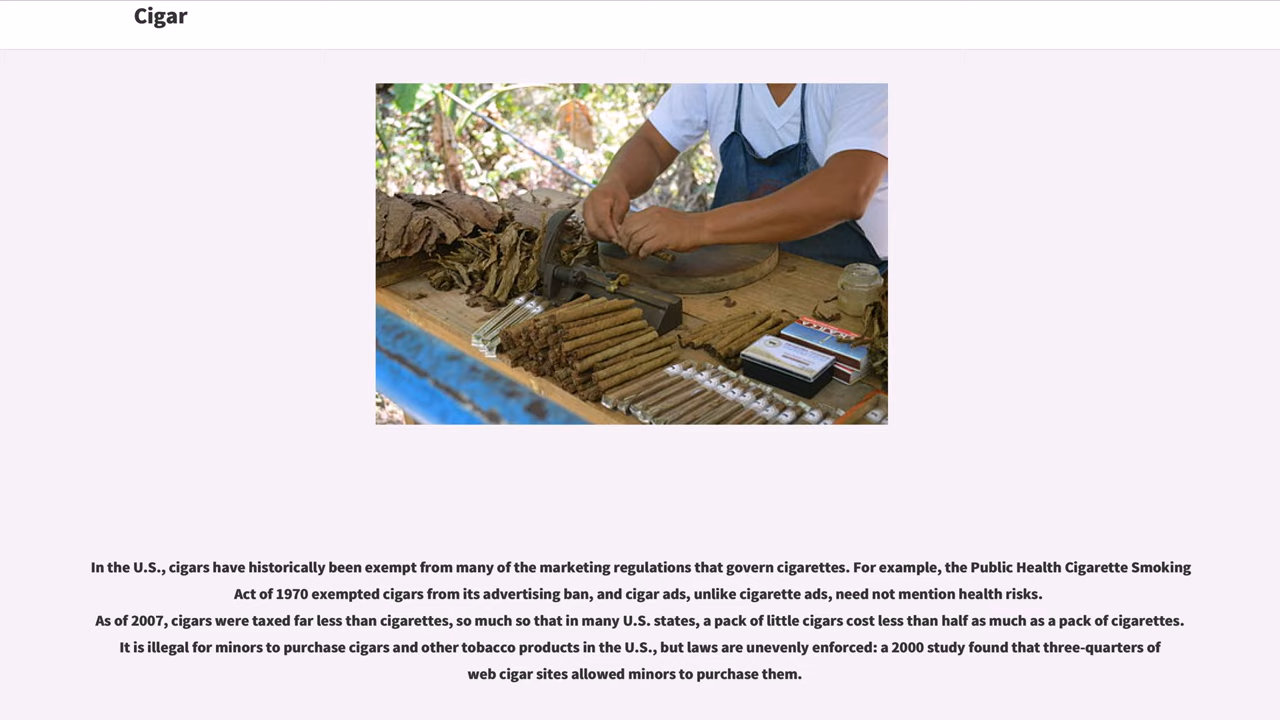 Cigar
In the U.S., cigars have historically been exempt from many of the marketing regulations that govern cigarettes. For example, the Public Health Cigarette Smoking
Act of 1970 exempted cigars from its advertising ban, and cigar ads, unlike cigarette ads, need not mention health risks.
As of 2007, cigars were taxed far less than cigarettes, so much so that in many U.S. states, a pack of little cigars cost less than half as much as a pack of cigarettes.
It is illegal for minors to purchase cigars and other tobacco products in the U.S., but laws are unevenly enforced: a 2000 study found that three-quarters of
web cigar sites allowed minors to purchase them.